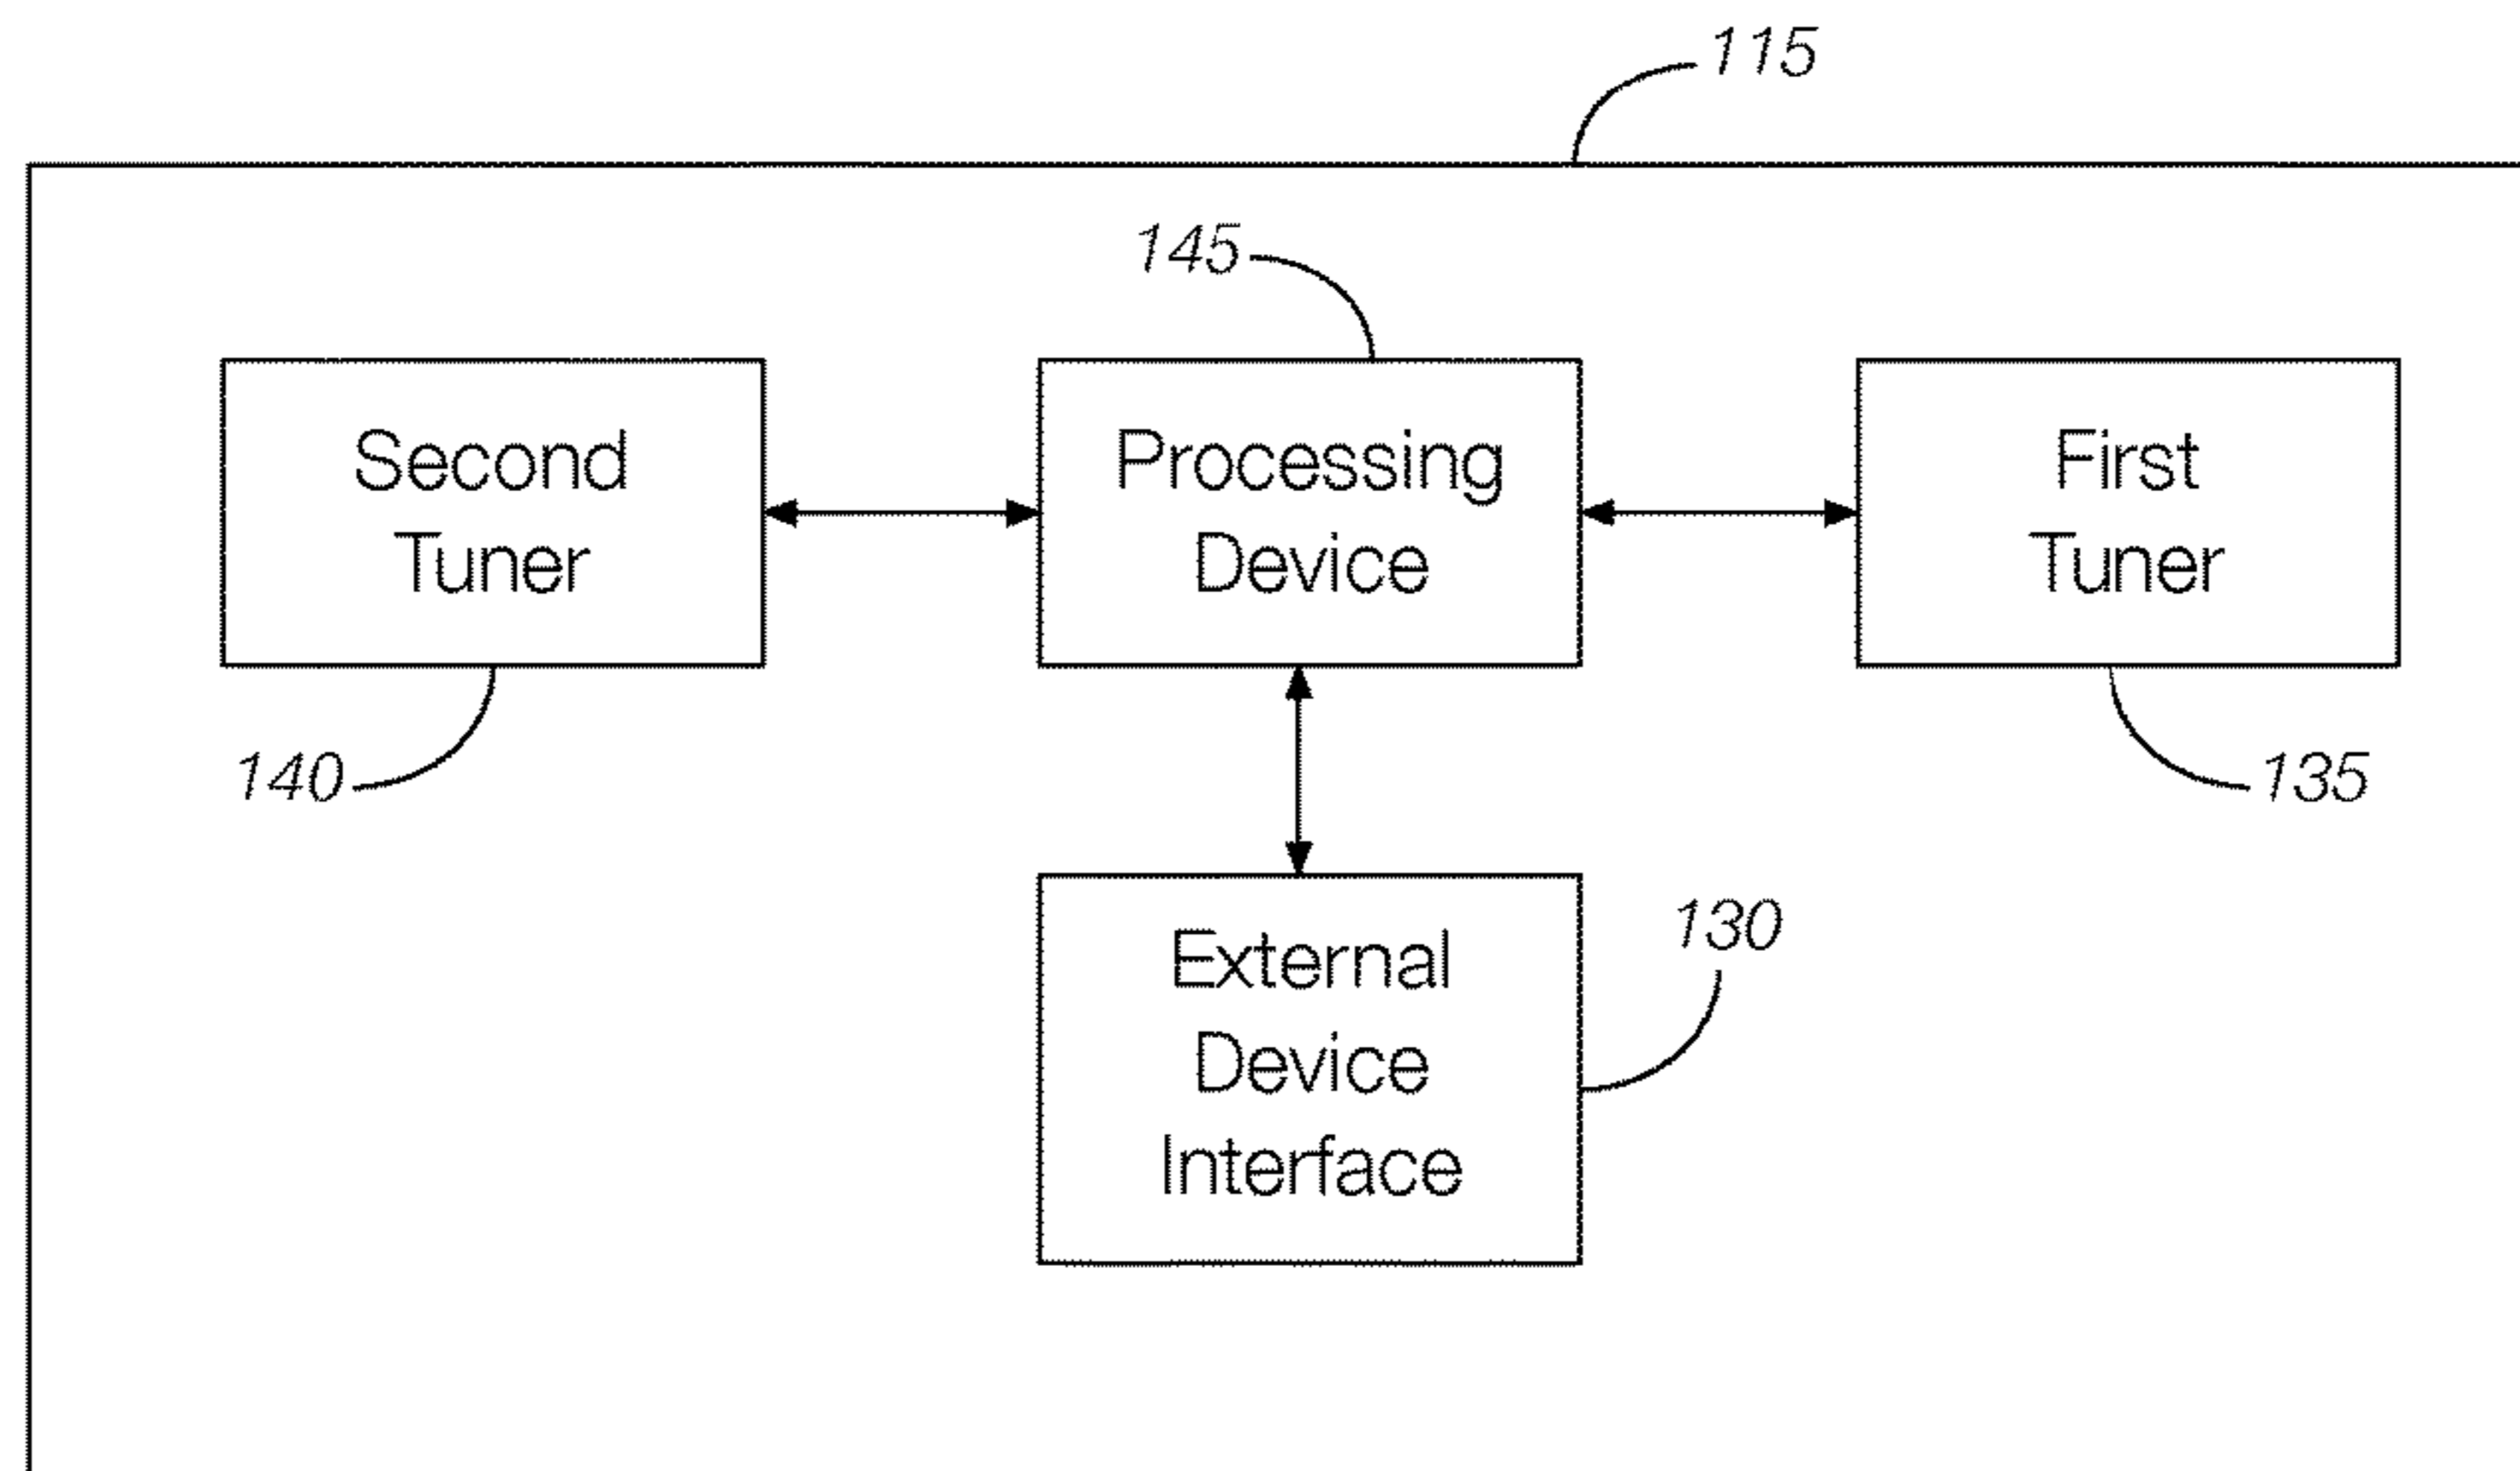 115
145
Second
Tuner
Processing
Device
First
Tuner
140
135
External
Device
Interface
130